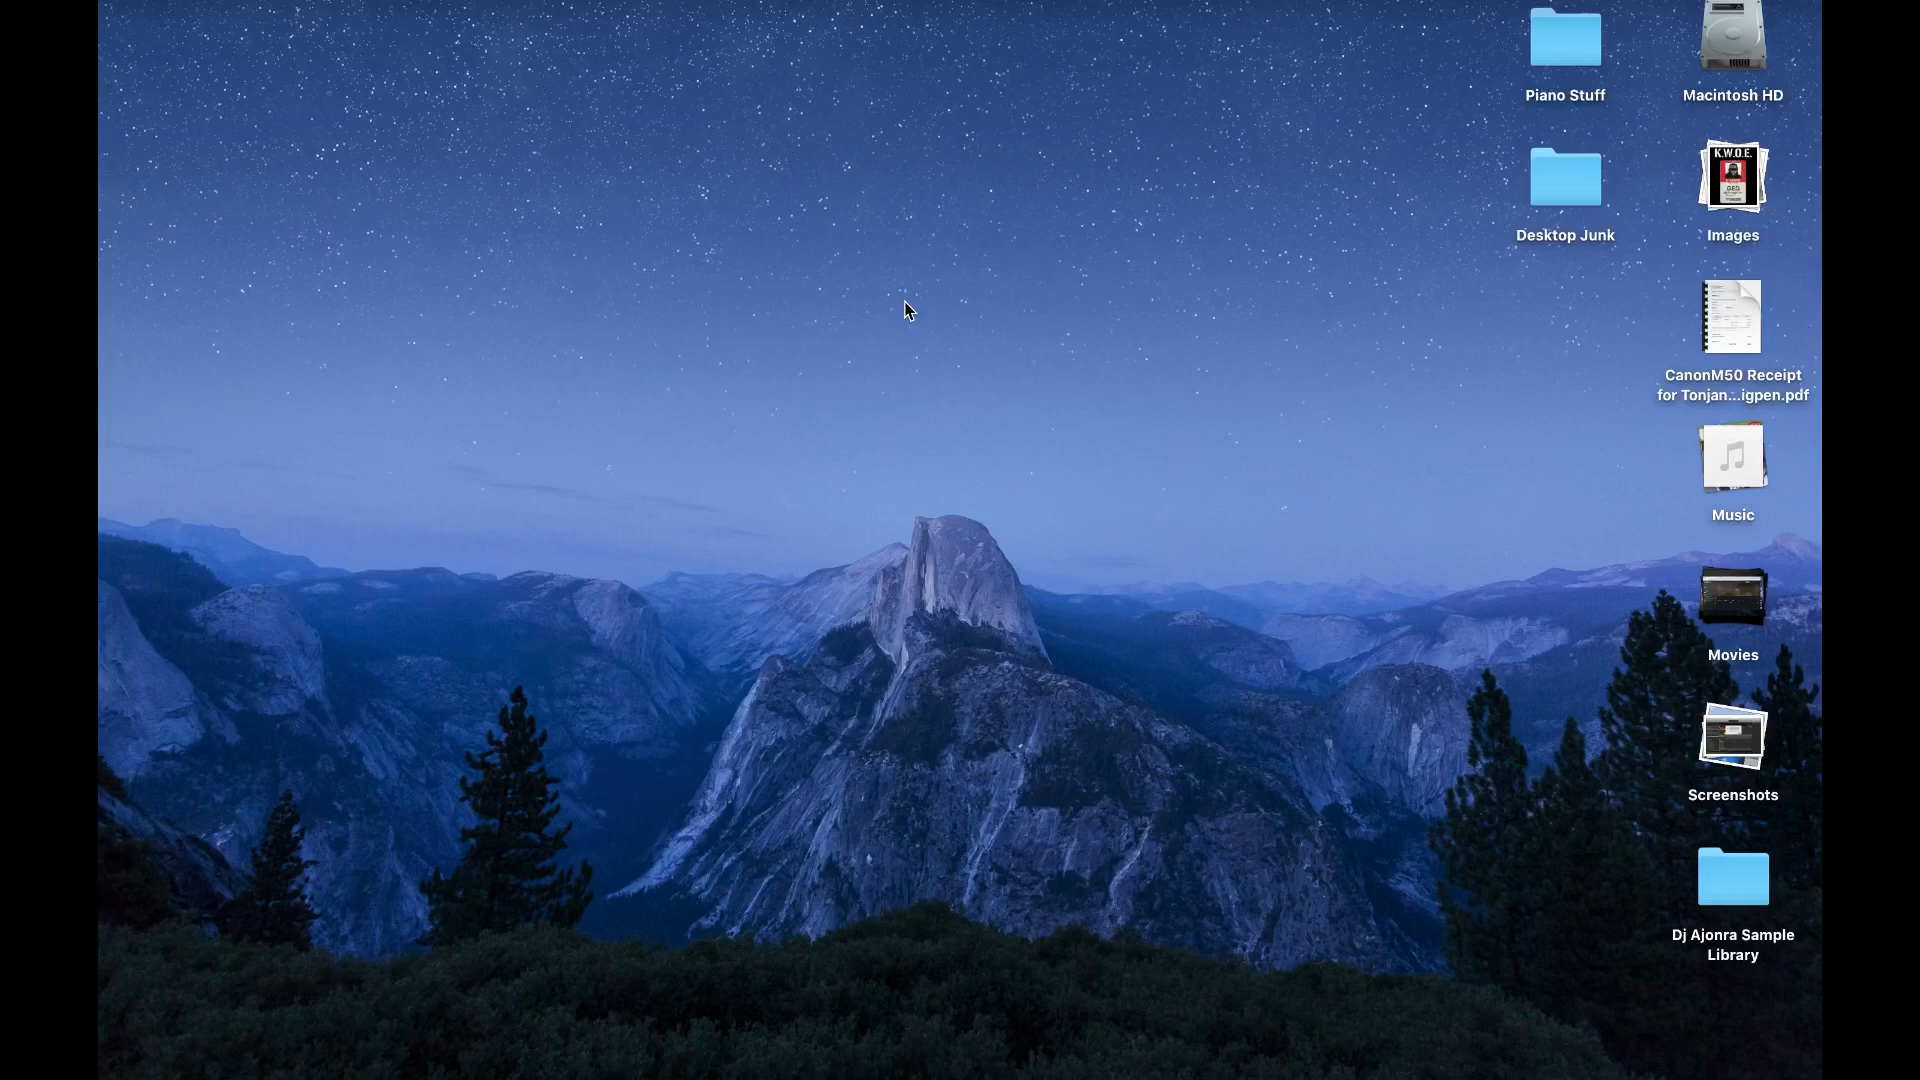 Piano Stuff
Macintosh HD
K.W.O.E.
Desktop Junk
Images
CanonM50 Receipt
for Tonjan...igpen.pdf
Music
Movies
Screenshots
Dj Ajonra Sample
Library